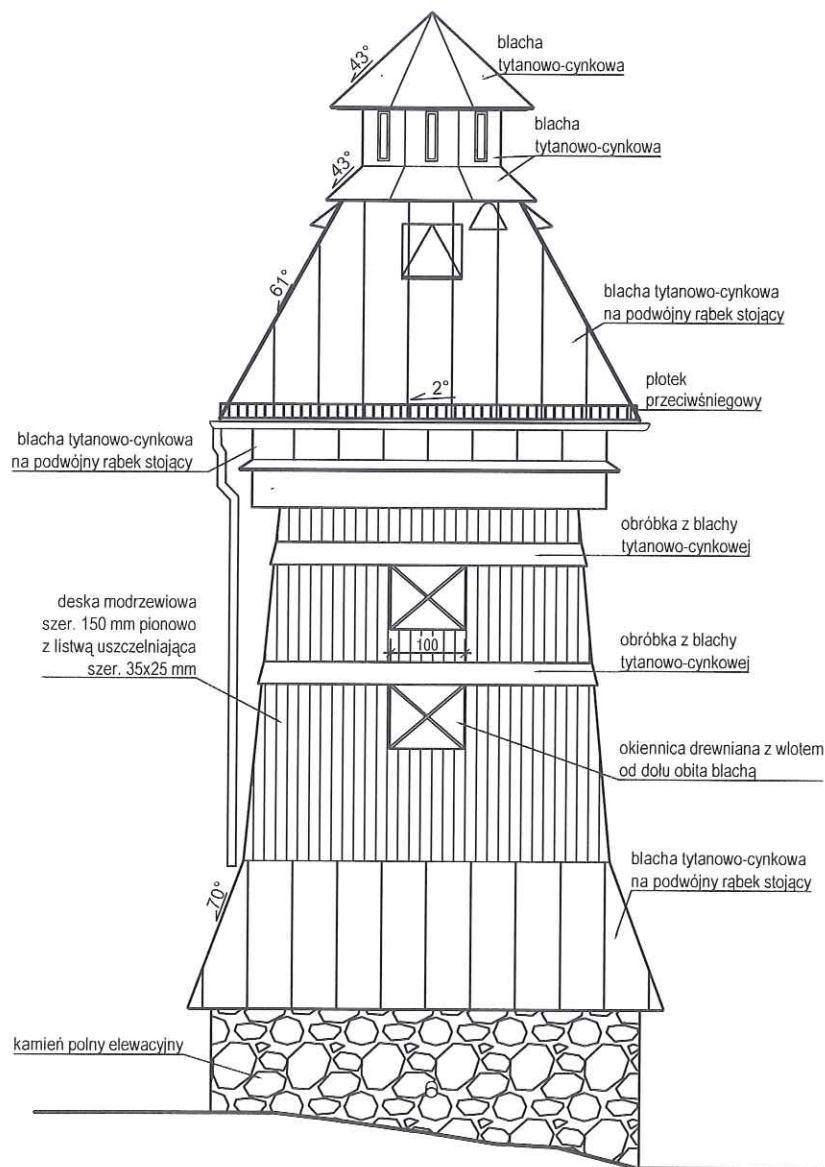 43°
blacha
tytanowo-cynkowa
blacha
tytanowo-cynkowa
43°
61°
blacha tytanowo-cynkowa
na podwójny rąbek stojący
2°
płotek
przeciwśniegowy
blacha tytanowo-cynkowa
na podwójny rąbek stojący
obróbka z blachy
tytanowo-cynkowej
deska modrzewiowa
szer. 150 mm pionowo
z listwą uszczelniająca
szer. 35x25 mm
100
obróbka z blachy
tytanowo-cynkowej
okiennica drewniana z wlotem
od dołu obita blachą
blacha tytanowo-cynkowa
na podwójny rąbek stojący
70°
kamień polny elewacyjny